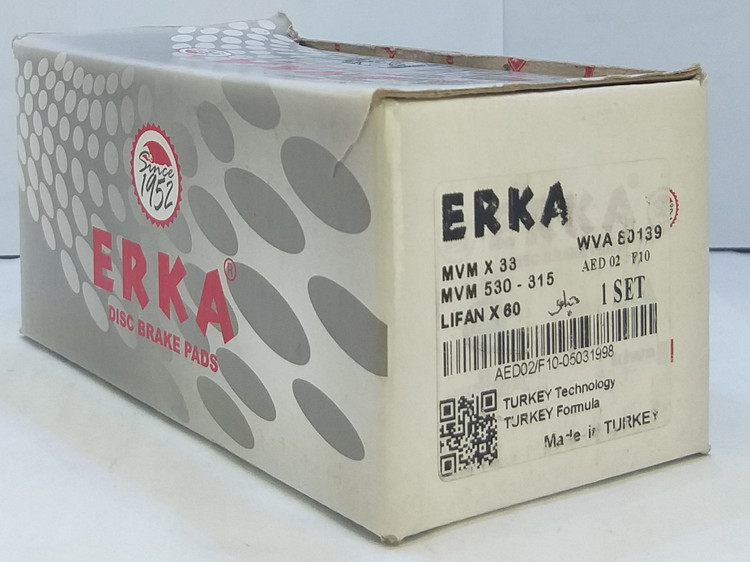 Since
1952
ERKA®
DISC BRAKE PADS
ERKA
WVA 60139
MVM X 33
AED 02 F10
MVM 530 - 315
LIFAN X 60 جلو
1 SET
AED02/F10-05031998
TURKEY Technology
TURKEY Formula
Made in TURKEY